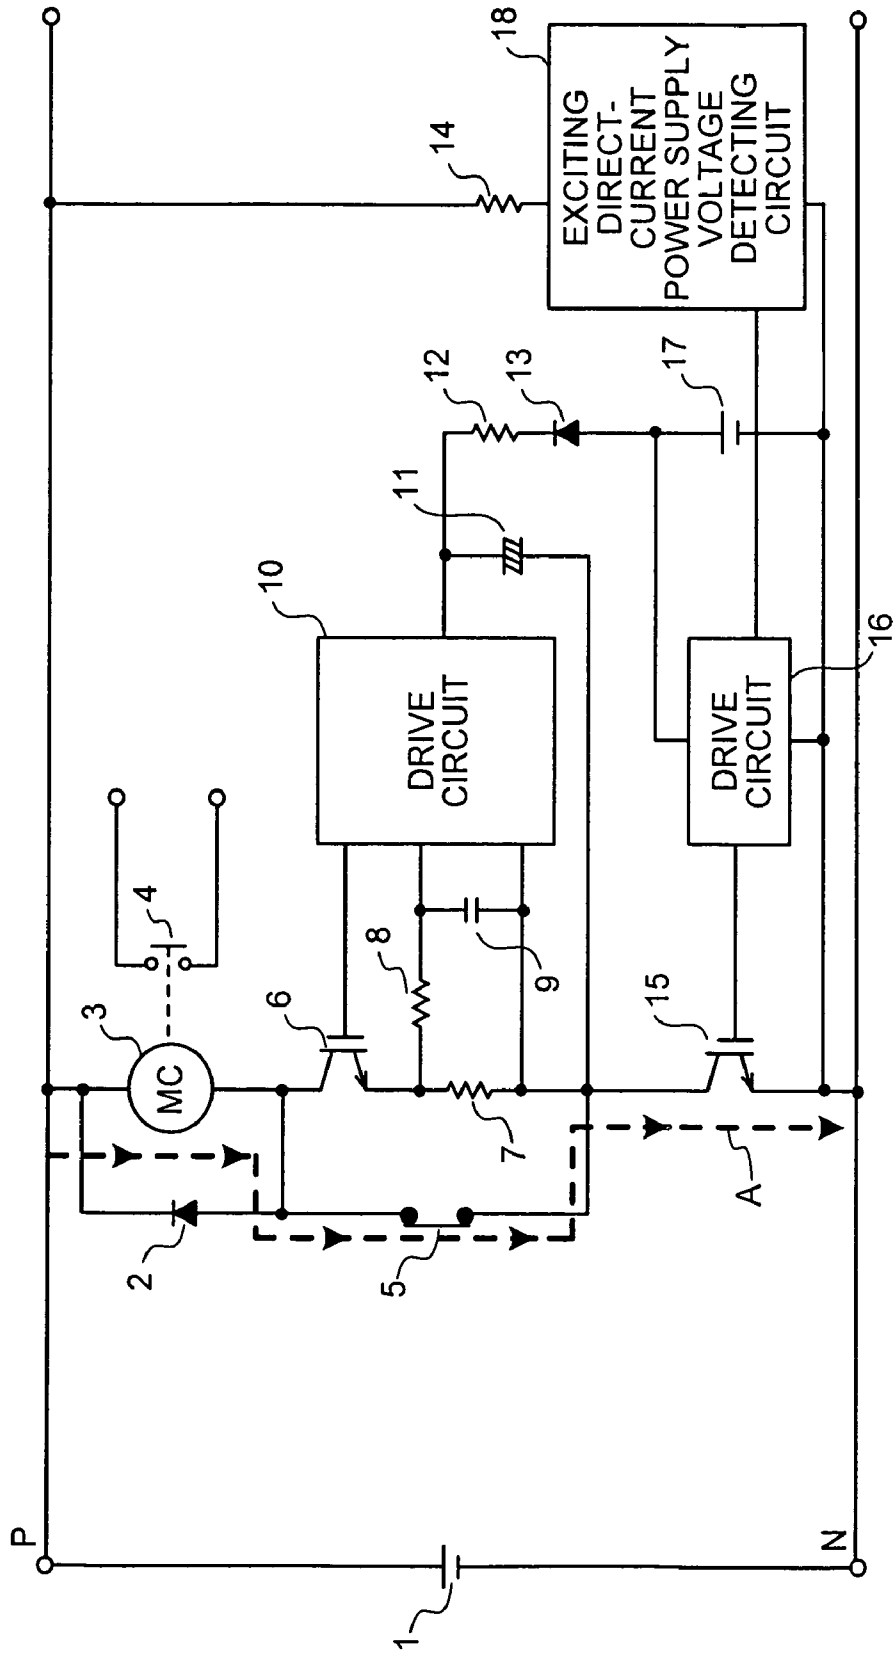 P
N
1
2
3
MC
4
5
6
7
8
9
A
10
DRIVE
CIRCUIT
11
12
13
14
15
DRIVE
CIRCUIT
16
17
18
EXCITING
DIRECT-
CURRENT
POWER SUPPLY
VOLTAGE
DETECTING
CIRCUIT